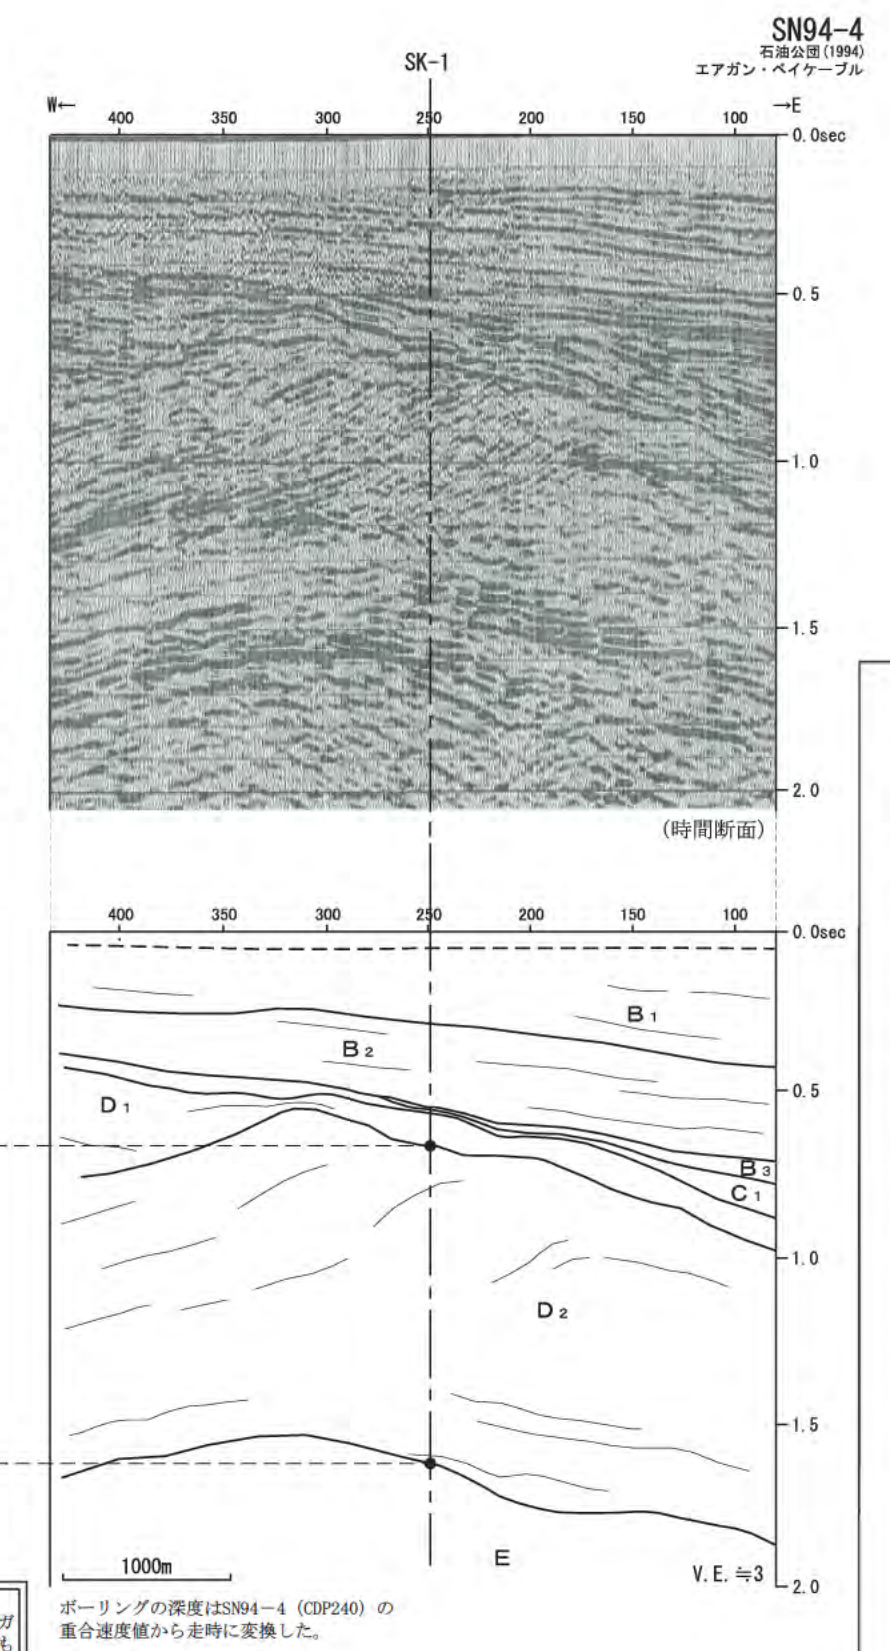 SN94-4
石油公団(1994)
エアガン・ベイケーブル
SK-1
W← →E
400 350 300 250 200 150 100 0.0sec
0.5
1.0
1.5
2.0
(時間断面)
400 350 300 250 200 150 100 0.0sec
B1
B2
0.5
D1
B3
C1
1.0
D2
1.5
1000m E V.E.≒3
2.0
ボーリングの深度はSN94-4 (CDP240) の
重合速度値から走時に変換した。
ガ
も